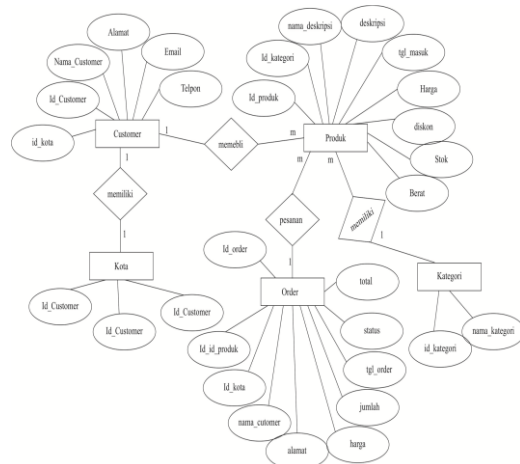 Alamat
nama_deskripsi
deskripsi
Nama_Customer
Email
Id_kategori
tgl_masuk
Id_Customer
Telpon
Id_produk
Harga
id_kota
Customer
1
memebli
m
Produk
diskon
1
m
m
Stok
memiliki
pesanan
memiliki
Berat
1
Id_order
1
1
Kota
Order
total
Kategori
Id_Customer
Id_Customer
Id_Customer
status
id_kategori
nama_kategori
Id_id_produk
tgl_order
Id_kota
jumlah
nama_cutomer
alamat
harga